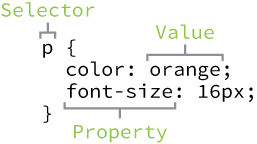 Selector
Value
p {
color: orange;
font-size: 16px;
}
Property